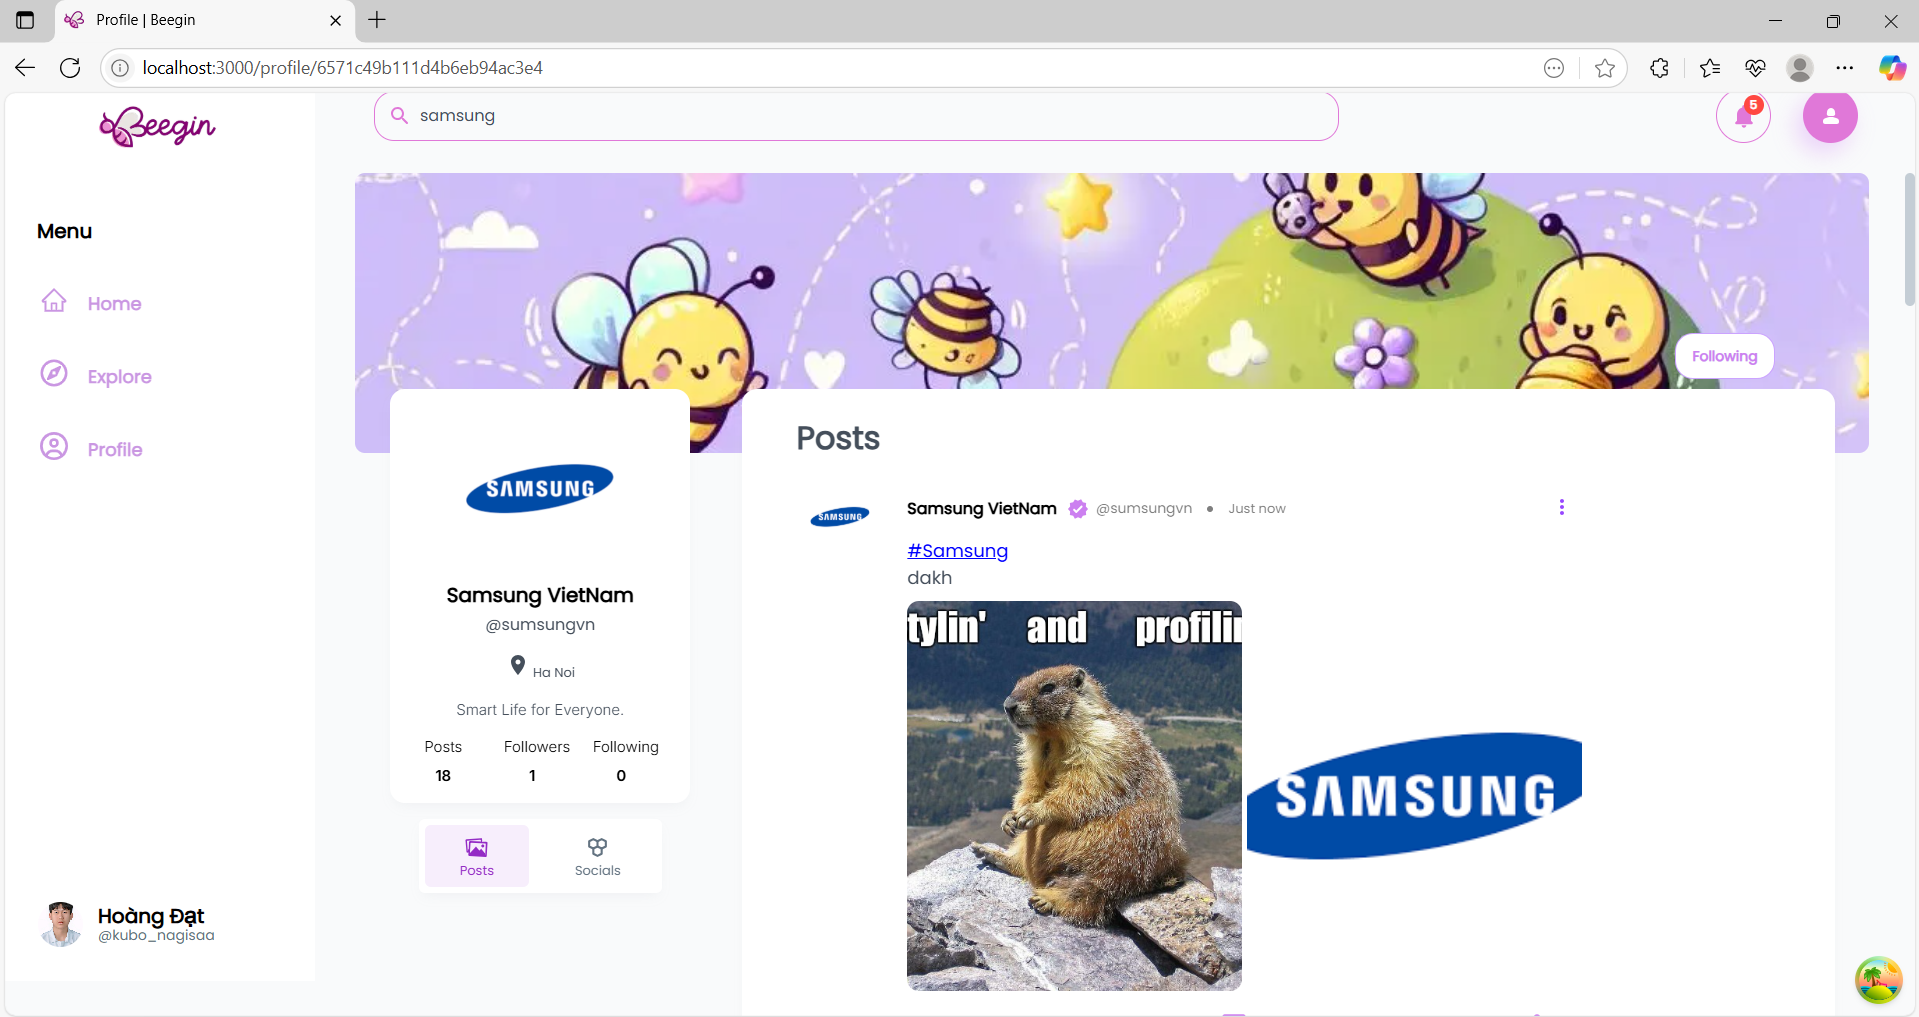 Profile | Beegin
localhost:3000/profile/6571c49b111d4b6eb94ac3e4
Beegin
samsung
5
Menu
Home
Explore
Profile
Following
SAMSUNG
Samsung VietNam
@sumsungvn
Ha Noi
Smart Life for Everyone.
Posts Followers Following
18 1 0
Posts Socials
Posts
SAMSUNG
Samsung VietNam @sumsungvn • Just now
#Samsung
dakh
tylin' and profilin
SAMSUNG
Hoàng Đạt
@kubo_nagisaa